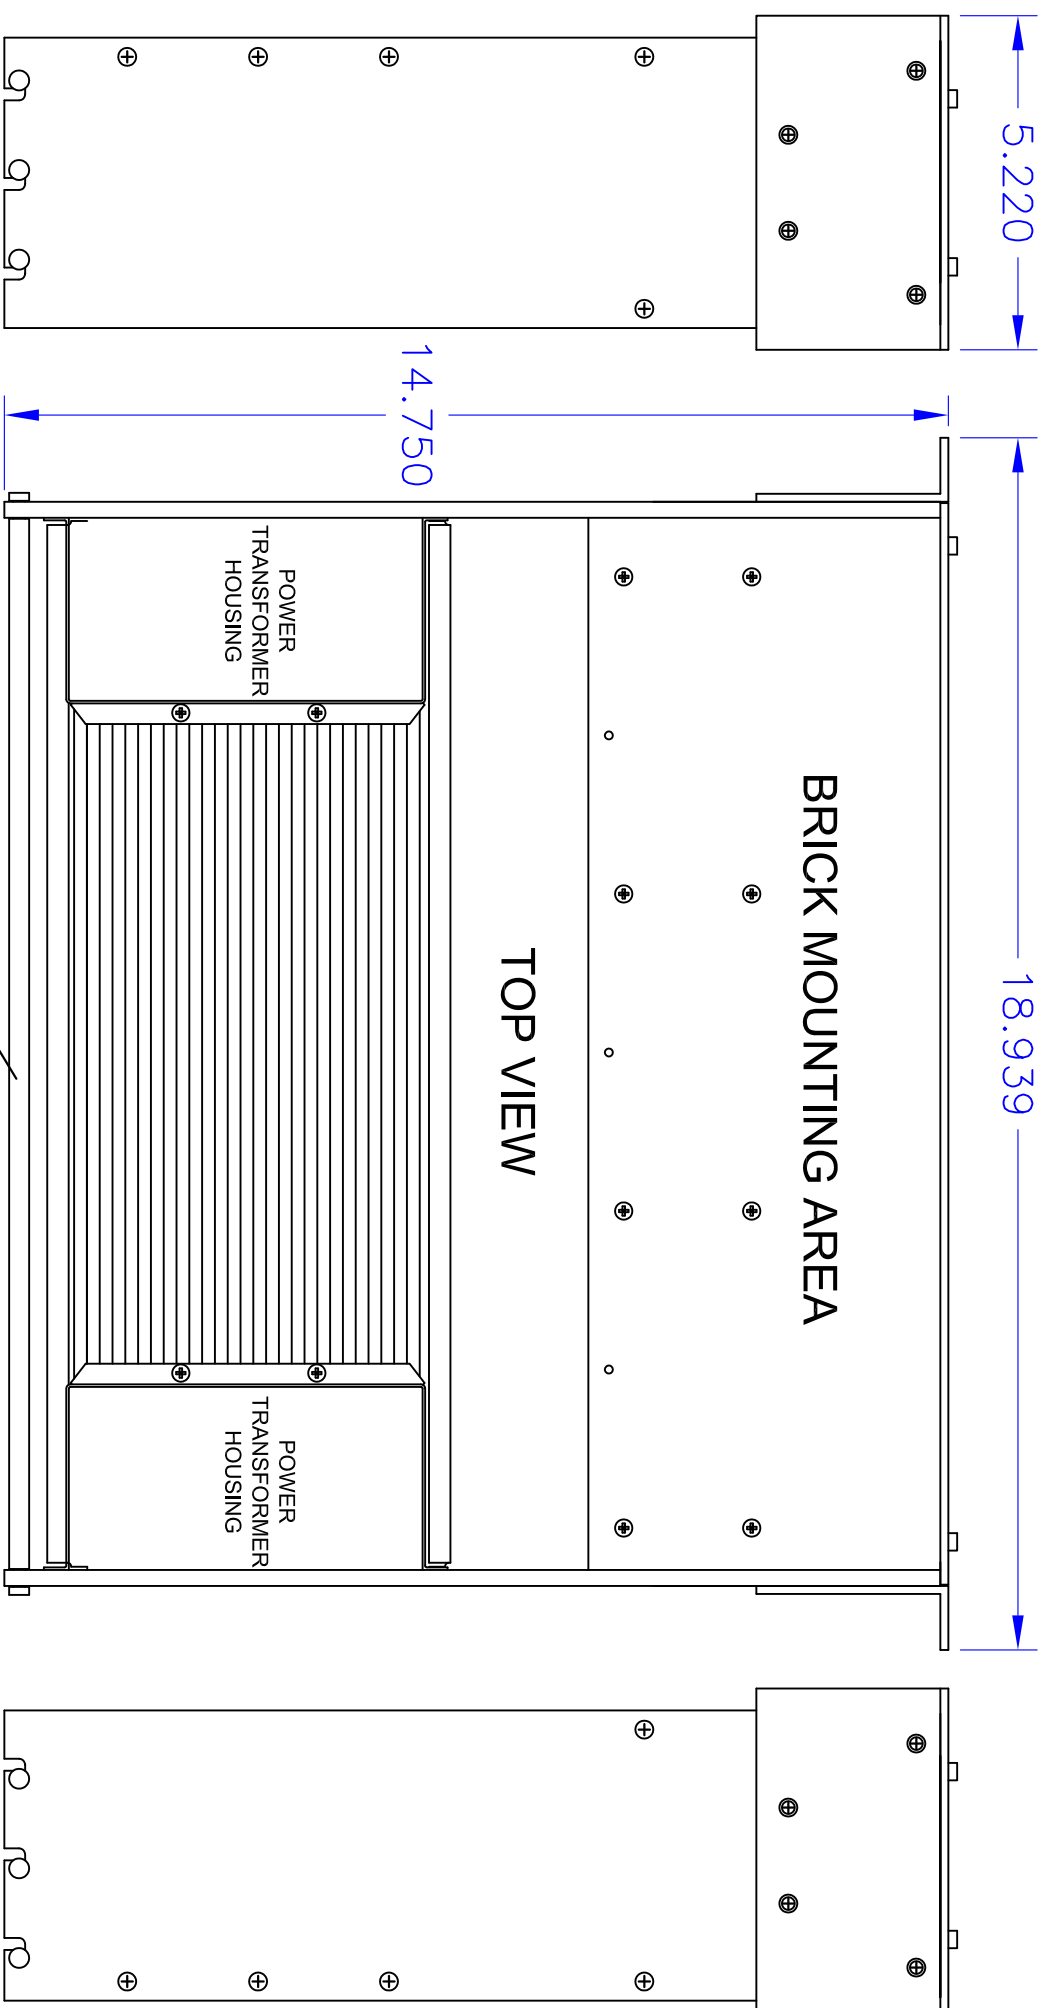 5.220
14.750
18.939
BRICK MOUNTING AREA
TOP VIEW
POWER
TRANSFORMER
HOUSING
POWER
TRANSFORMER
HOUSING